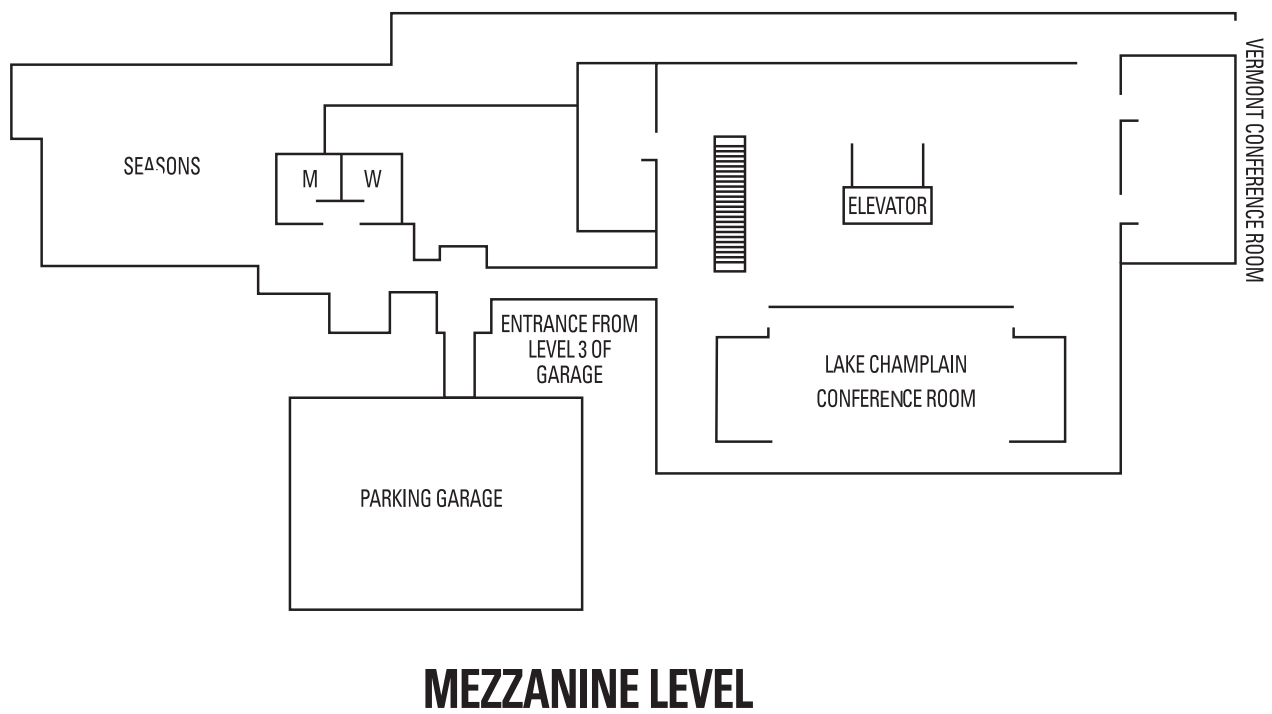 SEASONS
M
W
ELEVATOR
VERMONT CONFERENCE ROOM
ENTRANCE FROM
LEVEL 3 OF
GARAGE
LAKE CHAMPLAIN
CONFERENCE ROOM
PARKING GARAGE
MEZZANINE LEVEL